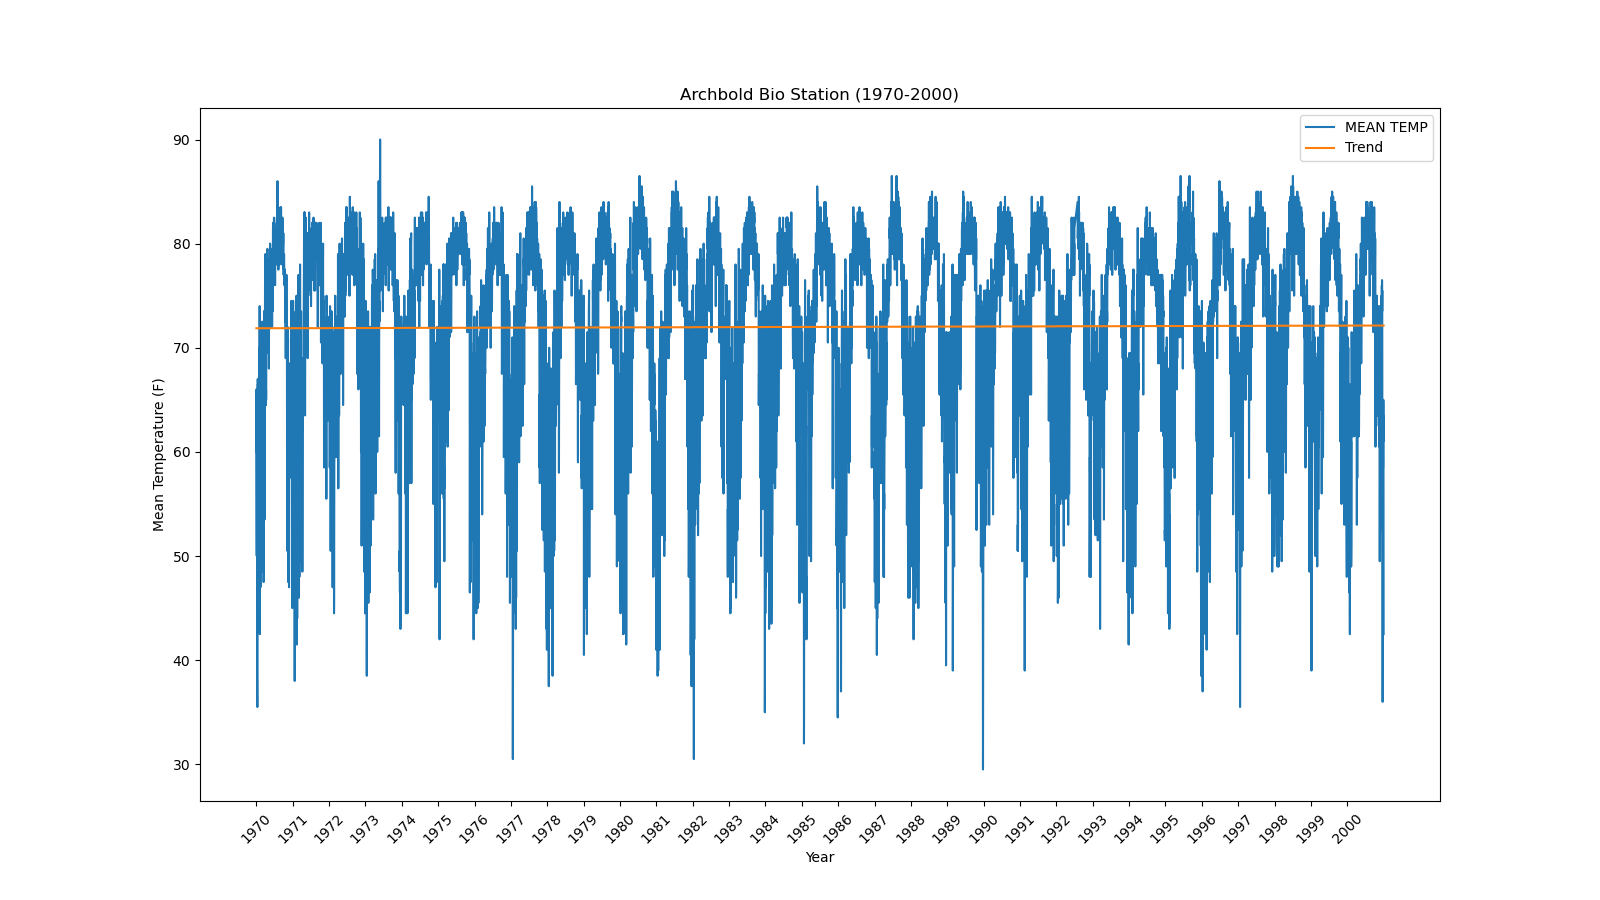 Archbold Bio Station (1970-2000)
MEAN TEMP
Trend
Mean Temperature (F)
90
80
70
60
50
40
30
1970 1971 1972 1973 1974 1975 1976 1977 1978 1979 1980 1981 1982 1983 1984 1985 1986 1987 1988 1989 1990 1991 1992 1993 1994 1995 1996 1997 1998 1999 2000
Year